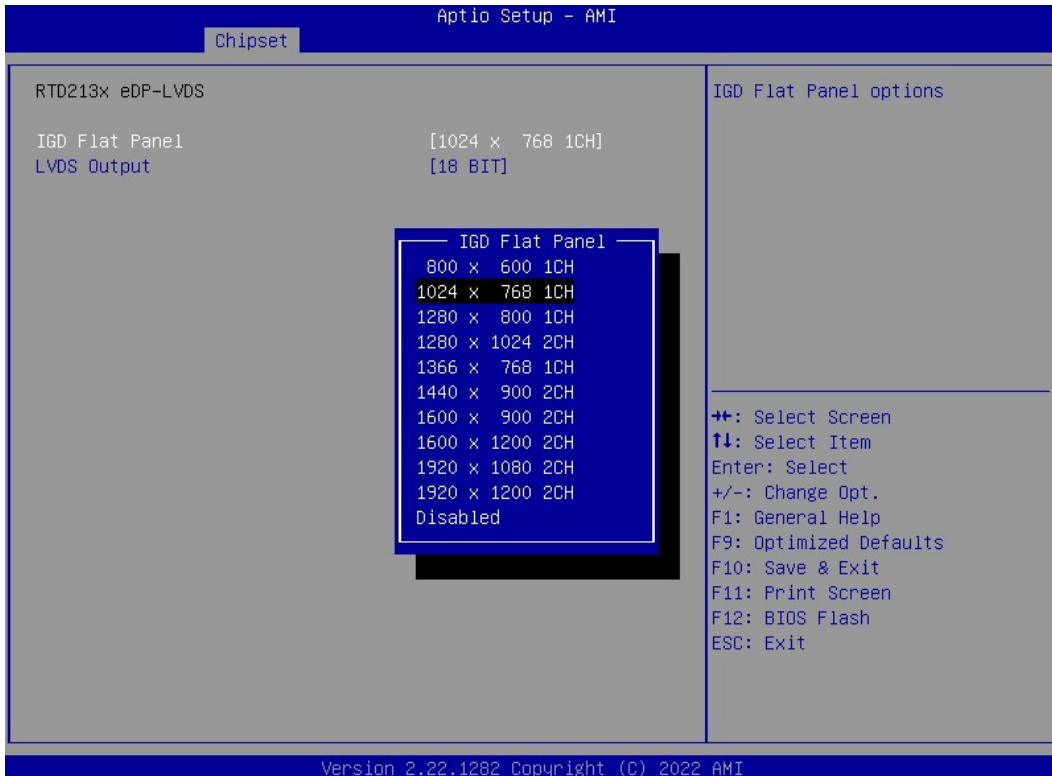 Aptio Setup - AMI
Chipset
RTD213x eDP-LVDS
IGD Flat Panel [1024 x 768 1CH]
LVDS Output [18 BIT]
IGD Flat Panel
800 x 600 1CH
1024 x 768 1CH
1280 x 800 1CH
1280 x 1024 2CH
1366 x 768 1CH
1440 x 900 2CH
1600 x 900 2CH
1600 x 1200 2CH
1920 x 1080 2CH
1920 x 1200 2CH
Disabled
IGD Flat Panel options
→←: Select Screen
↑↓: Select Item
Enter: Select
+/-: Change Opt.
F1: General Help
F9: Optimized Defaults
F10: Save & Exit
F11: Print Screen
F12: BIOS Flash
ESC: Exit
Version 2.22.1282 Copyright (C) 2022 AMI